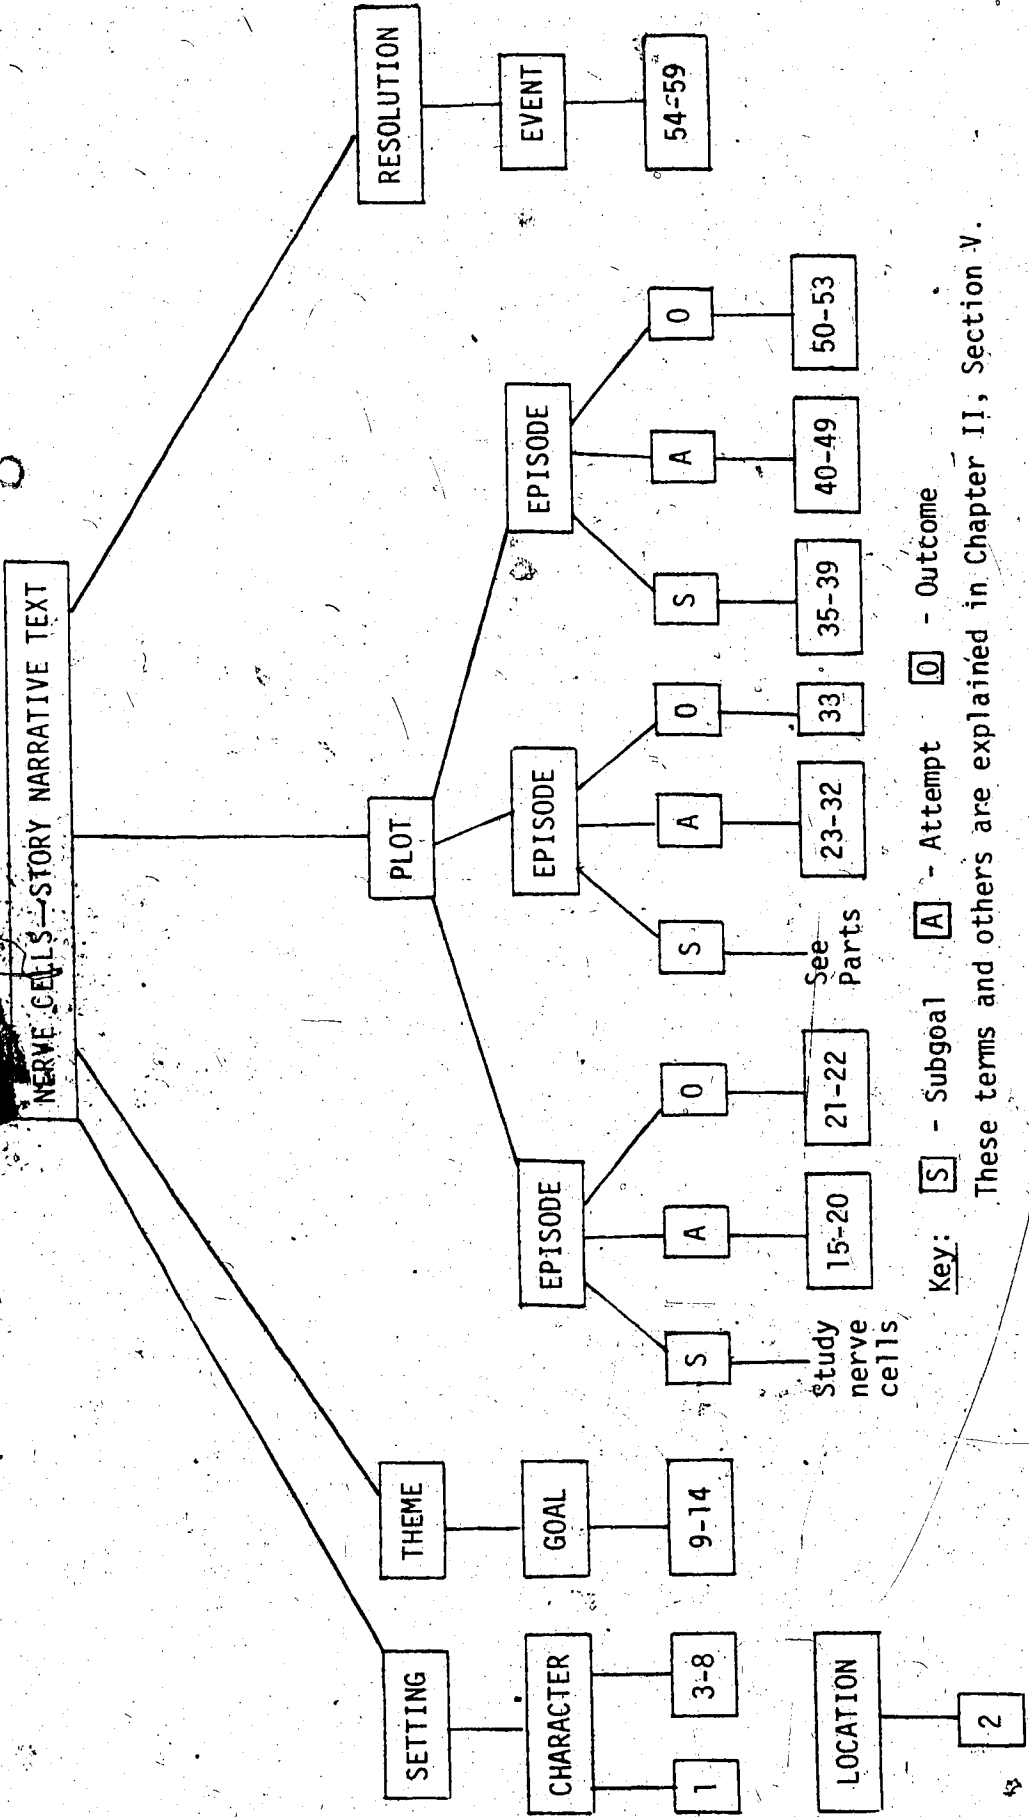 NERVE CELLS—STORY NARRATIVE TEXT
SETTING
THEME
PLOT
RESOLUTION
CHARACTER
GOAL
EPISODE
EPISODE
EPISODE
EVENT
1
3-8
9-14
S
A
O
S
A
O
S
A
O
54-59
LOCATION
Study
nerve
cells
15-20
21-22
See
Parts
23-32
33
35-39
40-49
50-53
2
Key: S - Subgoal A - Attempt O - Outcome
These terms and others are explained in Chapter II, Section V.